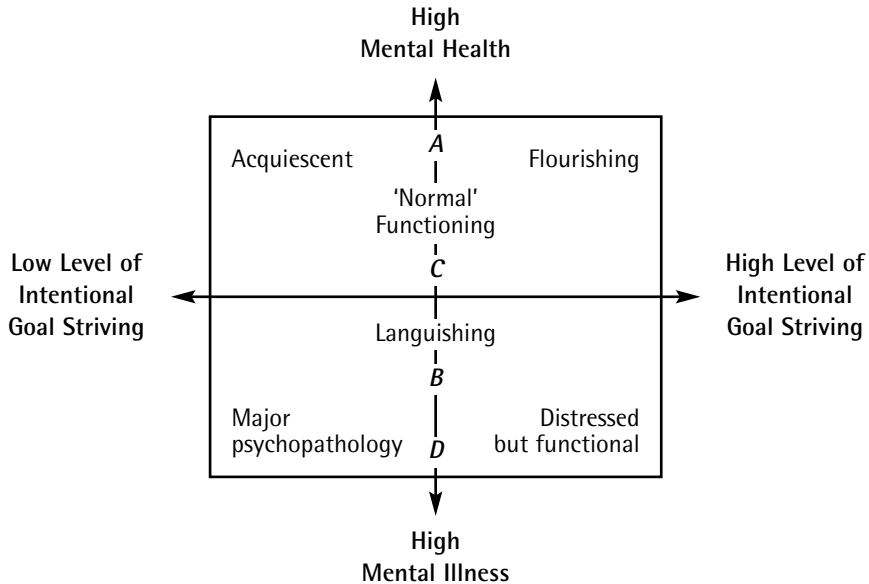 High
Mental Health
Acquiescent
A
Flourishing
'Normal'
Functioning
C
Low Level of
Intentional
Goal Striving
High Level of
Intentional
Goal Striving
Languishing
B
Major
psychopathology
D
Distressed
but functional
High
Mental Illness